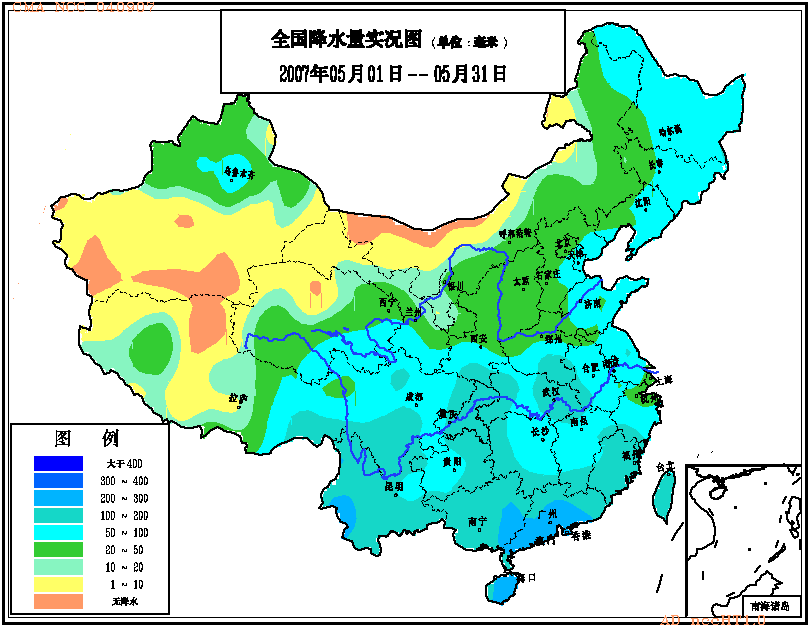 CMA NCC 040902
全国降水量实况图 (单位:毫米)
2007年05月01日--05月31日
哈尔滨
长春
乌鲁木齐
沈阳
呼和浩特
北京
天津
银川
太原
石家庄
西宁
兰州
济南
西安
郑州
合肥
南京
上海
拉萨
成都
武汉
杭州
重庆
长沙
南昌
贵阳
福州
昆明
台北
南宁
广州
澳门
香港
海口
图 例
大于400
300 ~ 400
200 ~ 300
100 ~ 200
50 ~ 100
20 ~ 50
10 ~ 20
1 ~ 10
无降水
南海诸岛